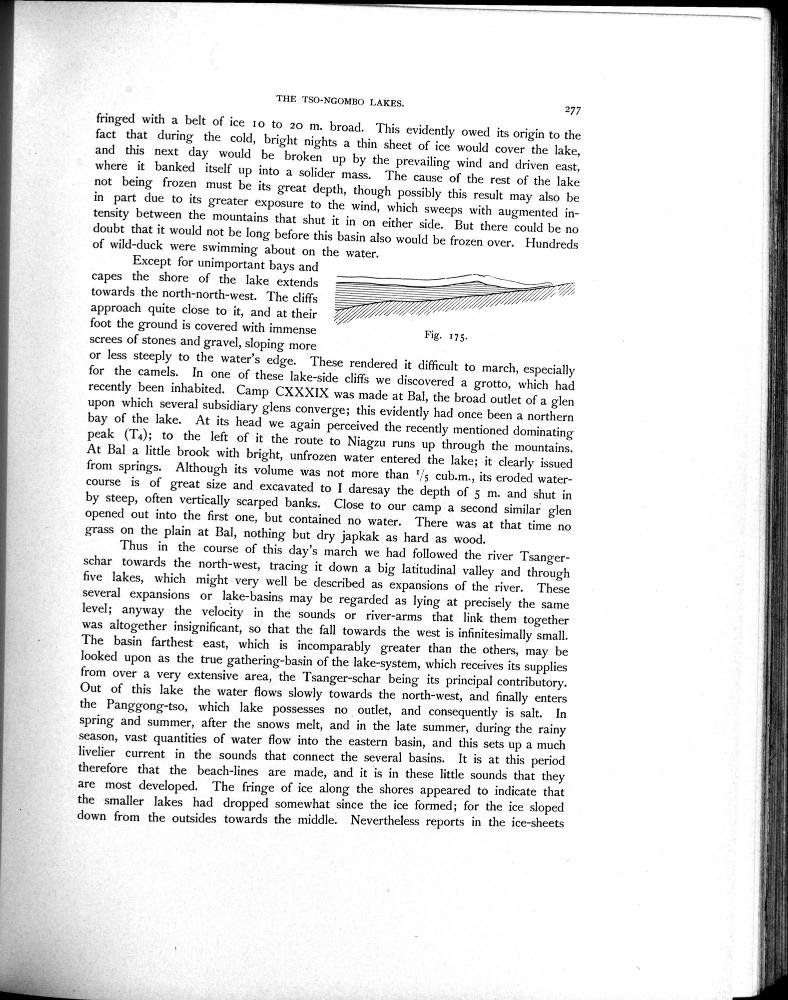 THE TSO-NGOMBO LAKES.
277
fringed with a belt of ice 10 to 20 m. broad. This evidently owed its origin to the
fact that during the cold, bright nights a thin sheet of ice would cover the lake,
and this next day would be broken up by the prevailing wind and driven east,
where it banked itself up into a solider mass. The cause of the rest of the lake
not being frozen must be its great depth, though possibly this result may also be
in part due to its greater exposure to the wind, which sweeps with augmented in-
tensity between the mountains that shut it in on either side. But there could be no
doubt that it would not be long before this basin also would be frozen over. Hundreds
of wild-duck were swimming about on the water.
Except for unimportant bays and
capes the shore of the lake extends
towards the north-north-west. The cliffs
approach quite close to it, and at their
foot the ground is covered with immense
screes of stones and gravel, sloping more
Fig. 175.
or less steeply to the water's edge. These rendered it difficult to march, especially
for the camels. In one of these lake-side cliffs we discovered a grotto, which had
recently been inhabited. Camp CXXXIX was made at Bal, the broad outlet of a glen
upon which several subsidiary glens converge; this evidently had once been a northern
bay of the lake. At its head we again perceived the recently mentioned dominating
peak (T4); to the left of it the route to Niagzu runs up through the mountains.
At Bal a little brook with bright, unfrozen water entered the lake; it clearly issued
from springs. Although its volume was not more than 1/5 cub.m., its eroded water-
course is of great size and excavated to I daresay the depth of 5 m. and shut in
by steep, often vertically scarped banks. Close to our camp a second similar glen
opened out into the first one, but contained no water. There was at that time no
grass on the plain at Bal, nothing but dry japkak as hard as wood.
Thus in the course of this day's march we had followed the river Tsanger-
schar towards the north-west, tracing it down a big latitudinal valley and through
five lakes, which might very well be described as expansions of the river. These
several expansions or lake-basins may be regarded as lying at precisely the same
level; anyway the velocity in the sounds or river-arms that link them together
was altogether insignificant, so that the fall towards the west is infinitesimally small.
The basin farthest east, which is incomparably greater than the others, may be
looked upon as the true gathering-basin of the lake-system, which receives its supplies
from over a very extensive area, the Tsanger-schar being its principal contributory.
Out of this lake the water flows slowly towards the north-west, and finally enters
the Panggong-tso, which lake possesses no outlet, and consequently is salt. In
spring and summer, after the snows melt, and in the late summer, during the rainy
season, vast quantities of water flow into the eastern basin, and this sets up a much
livelier current in the sounds that connect the several basins. It is at this period
therefore that the beach-lines are made, and it is in these little sounds that they
are most developed. The fringe of ice along the shores appeared to indicate that
the smaller lakes had dropped somewhat since the ice formed; for the ice sloped
down from the outsides towards the middle. Nevertheless reports in the ice-sheets